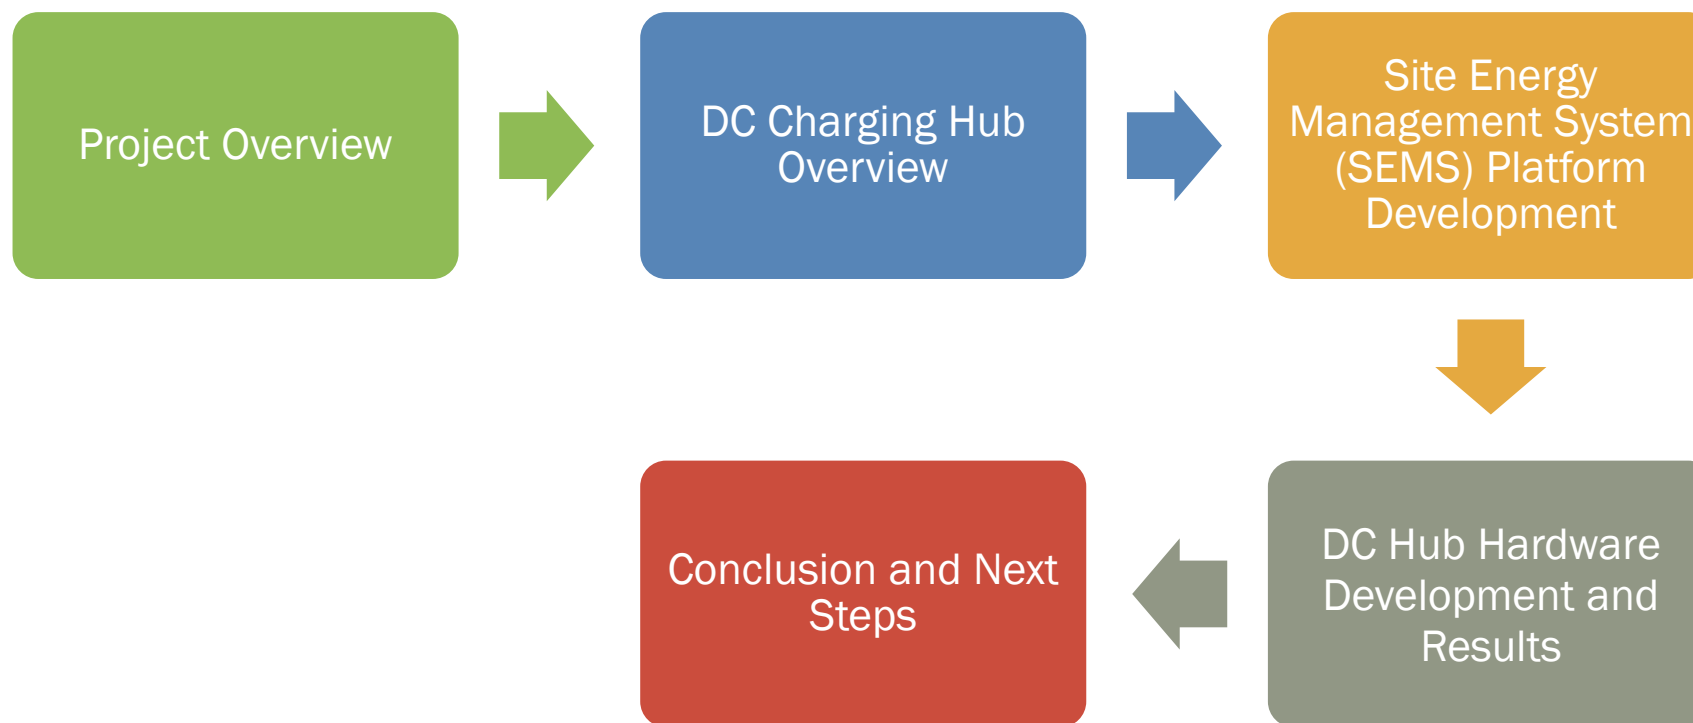 Project Overview
DC Charging Hub
Overview
Site Energy
Management System
(SEMS) Platform
Development
DC Hub Hardware
Development and
Results
Conclusion and Next
Steps